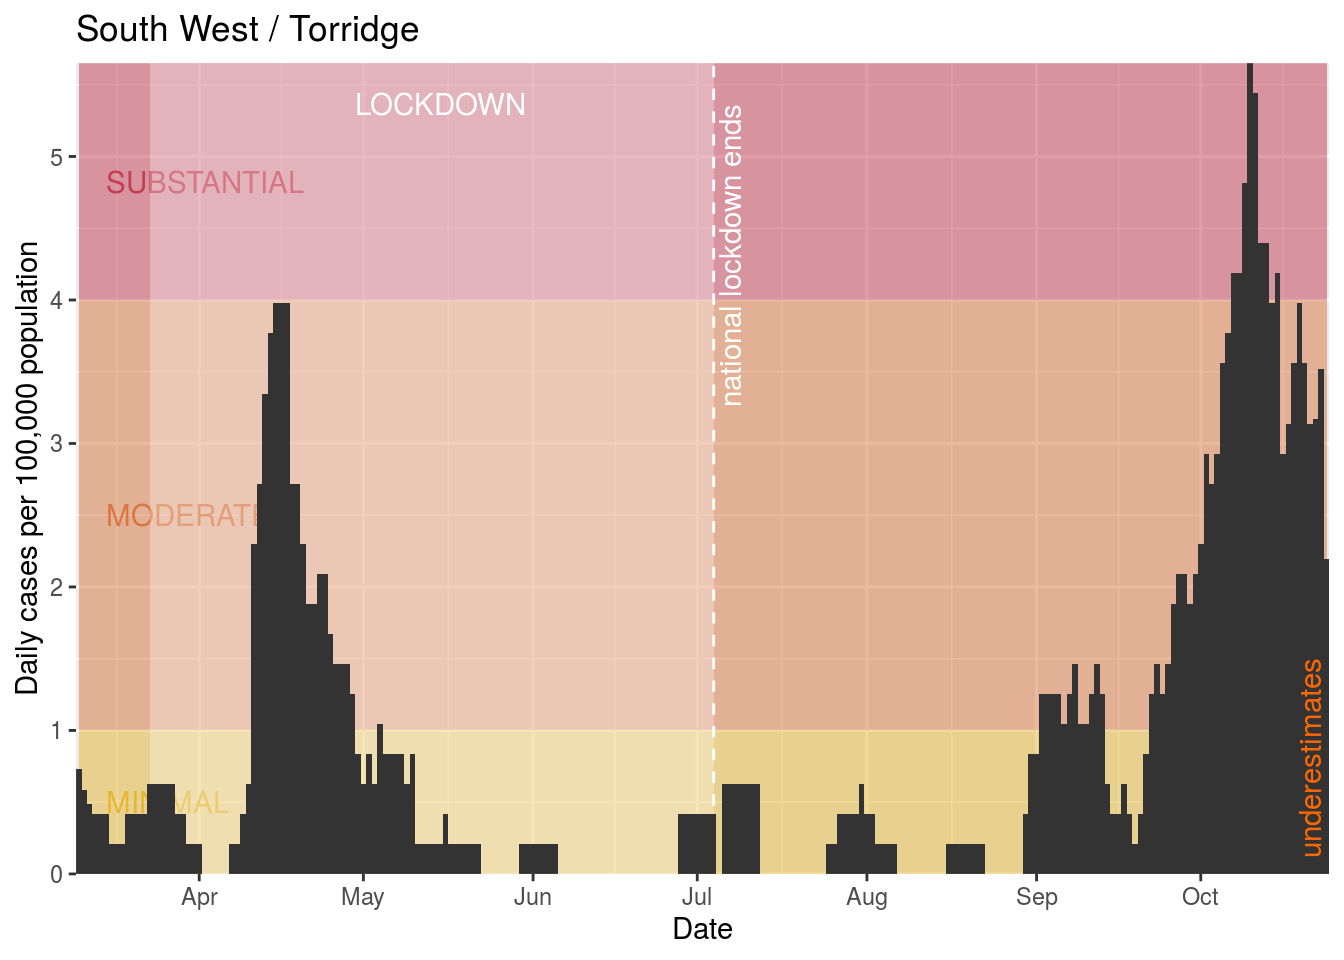 South West / Torridge
LOCKDOWN
SUBSTANTIAL
MODERATE
MINIMAL
national lockdown ends
underestimates
Daily cases per 100,000 population
5
4
3
2
1
0
Apr
May
Jun
Jul
Aug
Sep
Oct
Date